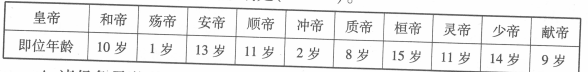 皇帝 和帝 殇帝 安帝 顺帝 冲帝 质帝 桓帝 灵帝 少帝 献帝
即位年龄 10岁 1岁 13岁 11岁 2岁 8岁 15岁 11岁 14岁 9岁